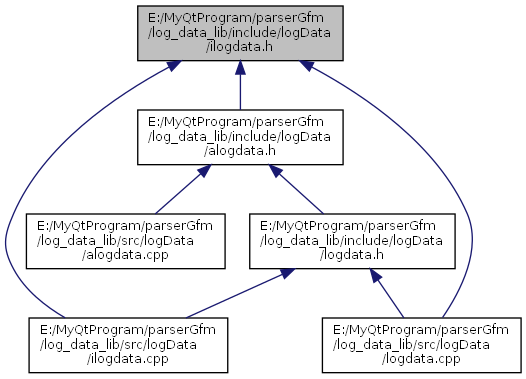 E:/MyQtProgram/parserGfm
/log_data_lib/include/logData
/ilogdata.h
E:/MyQtProgram/parserGfm
/log_data_lib/include/logData
/alogdata.h
E:/MyQtProgram/parserGfm
/log_data_lib/src/logData
/alogdata.cpp
E:/MyQtProgram/parserGfm
/log_data_lib/include/logData
/logdata.h
E:/MyQtProgram/parserGfm
/log_data_lib/src/logData
/ilogdata.cpp
E:/MyQtProgram/parserGfm
/log_data_lib/src/logData
/logdata.cpp